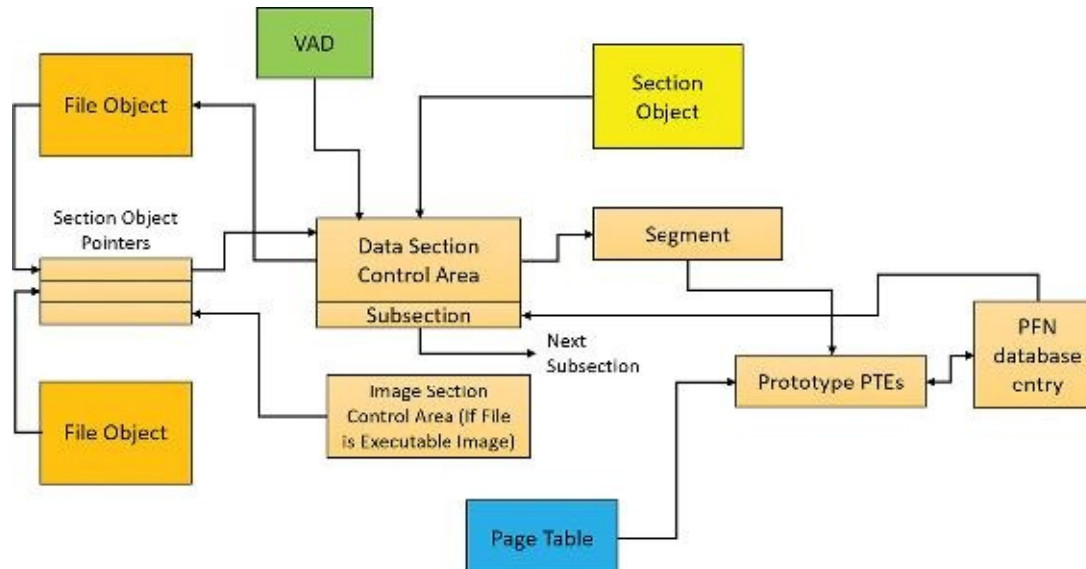 VAD
File Object
Section
Object
Section Object
Pointers
Data Section
Control Area
Segment
Subsection
Next
Subsection
PFN
database
entry
Prototype PTEs
Image Section
Control Area (If File
is Executable Image)
File Object
Page Table